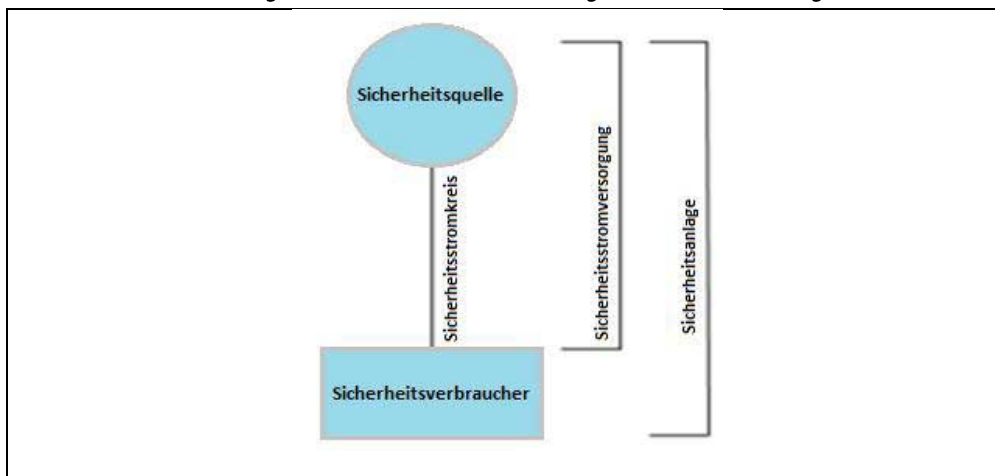 Sicherheitsquelle
Sicherheitsstromkreis
Sicherheitsstromversorgung
Sicherheitsanlage
Sicherheitsverbraucher